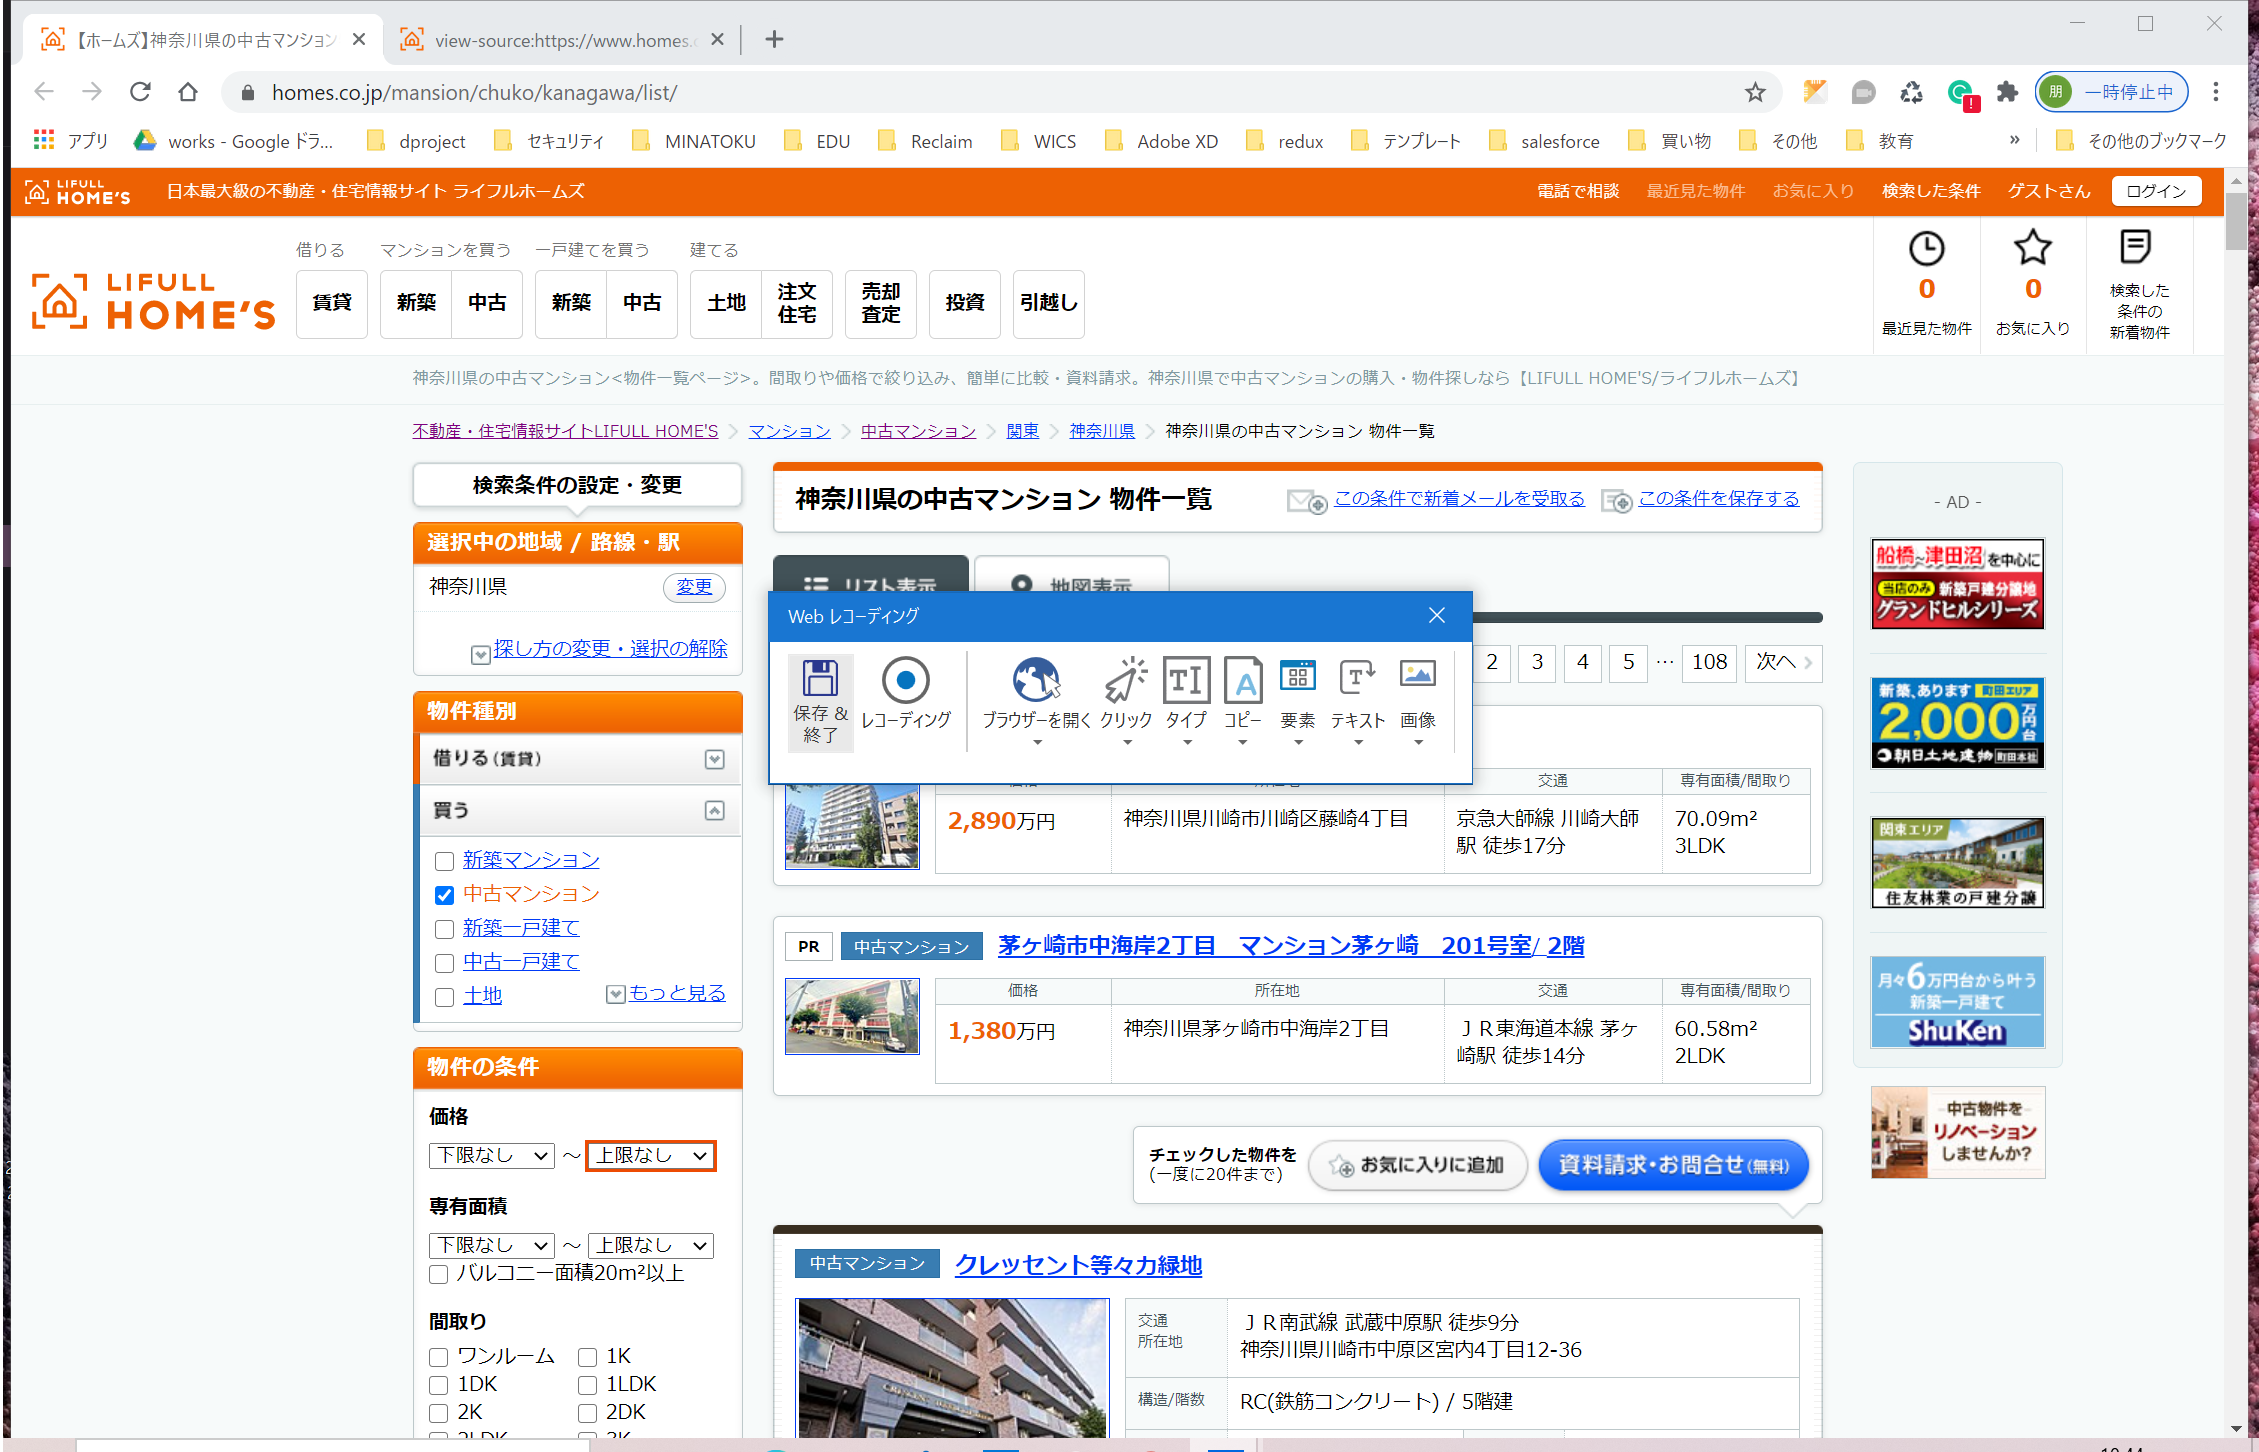 【ホームズ】神奈川県の中古マンション
view-source:https://www.homes.c
homes.co.jp/mansion/chuko/kanagawa/list/
朋 一時停止中
アプリ works - Google ドラ... dproject セキュリティ MINATOKU EDU Reclaim WICS Adobe XD redux テンプレート salesforce 買い物 その他 教育 » その他のブックマーク
LIFULL HOME'S 日本最大級の不動産・住宅情報サイト ライフルホームズ 電話で相談 最近見た物件 お気に入り 検索した条件 ゲストさん ログイン
LIFULL
HOME'S
借りる マンションを買う 一戸建てを買う 建てる
賃貸 新築 中古 新築 中古 土地 注文住宅 売却査定 投資 引越し
0 最近見た物件
0 お気に入り
検索した
条件の
新着物件
神奈川県の中古マンション<物件一覧ページ>。間取りや価格で絞り込み、簡単に比較・資料請求。神奈川県で中古マンションの購入・物件探しなら【LIFULL HOME'S/ライフルホームズ】
不動産・住宅情報サイトLIFULL HOME'S マンション 中古マンション 関東 神奈川県 神奈川県の中古マンション 物件一覧
検索条件の設定・変更
選択中の地域 / 路線・駅
神奈川県 変更
探し方の変更・選択の解除
物件種別
借りる(賃貸)
買う
新築マンション
中古マンション
新築一戸建て
中古一戸建て
土地 もっと見る
物件の条件
価格
下限なし ～ 上限なし
専有面積
下限なし ～ 上限なし
バルコニー面積20m²以上
間取り
ワンルーム 1K
1DK 1LDK
2K 2DK
2LDK 3K
神奈川県の中古マンション 物件一覧 この条件で新着メールを受取る この条件を保存する
リスト表示 地図表示
Web レコーディング
保存 &
終了
レコーディング ブラウザーを開く クリック タイプ コピー 要素 テキスト 画像
2 3 4 5 … 108 次へ
価格 所在地 交通 専有面積/間取り
2,890万円 神奈川県川崎市川崎区藤崎4丁目 京急大師線 川崎大師
駅 徒歩17分
70.09m²
3LDK
PR 中古マンション 茅ヶ崎市中海岸2丁目　マンション茅ヶ崎　201号室/ 2階
価格 所在地 交通 専有面積/間取り
1,380万円 神奈川県茅ヶ崎市中海岸2丁目 ＪＲ東海道本線 茅ヶ
崎駅 徒歩14分
60.58m²
2LDK
チェックした物件を
(一度に20件まで)
お気に入りに追加 資料請求・お問合せ(無料)
中古マンション クレッセント等々力緑地
交通
所在地
ＪＲ南武線 武蔵中原駅 徒歩9分
神奈川県川崎市中原区宮内4丁目12-36
構造/階数 RC(鉄筋コンクリート) / 5階建
- AD -
船橋~津田沼を中心に
当店のみ 新築戸建分譲地
グランドヒルシリーズ
新築、あります 町田エリア
2,000万円台
朝日土地建物 町田本社
関東エリア
住友林業の戸建分譲
月々6万円台から叶う
新築一戸建て
ShuKen
中古物件を
リノベーション
しませんか?